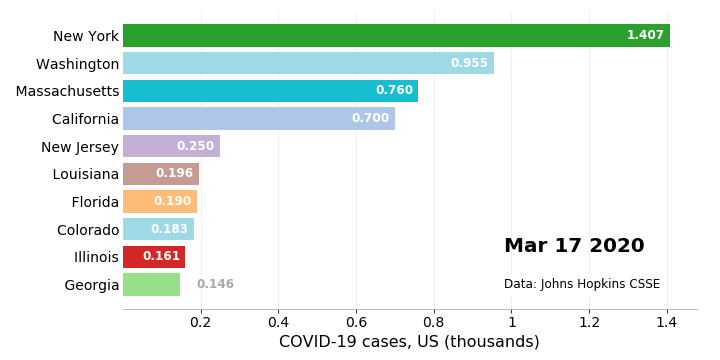 New York 1.407
Washington 0.955
Massachusetts 0.760
California 0.700
New Jersey 0.250
Louisiana 0.196
Florida 0.190
Colorado 0.183
Illinois 0.161
Georgia 0.146
Mar 17 2020
Data: Johns Hopkins CSSE
0.2 0.4 0.6 0.8 1 1.2 1.4
COVID-19 cases, US (thousands)